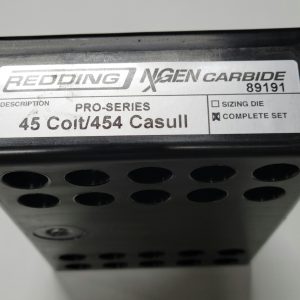 REDDING NXGEN CARBIDE
89191
DESCRIPTION PRO-SERIES
45 Colt/454 Casull
☐ SIZING DIE
☒ COMPLETE SET